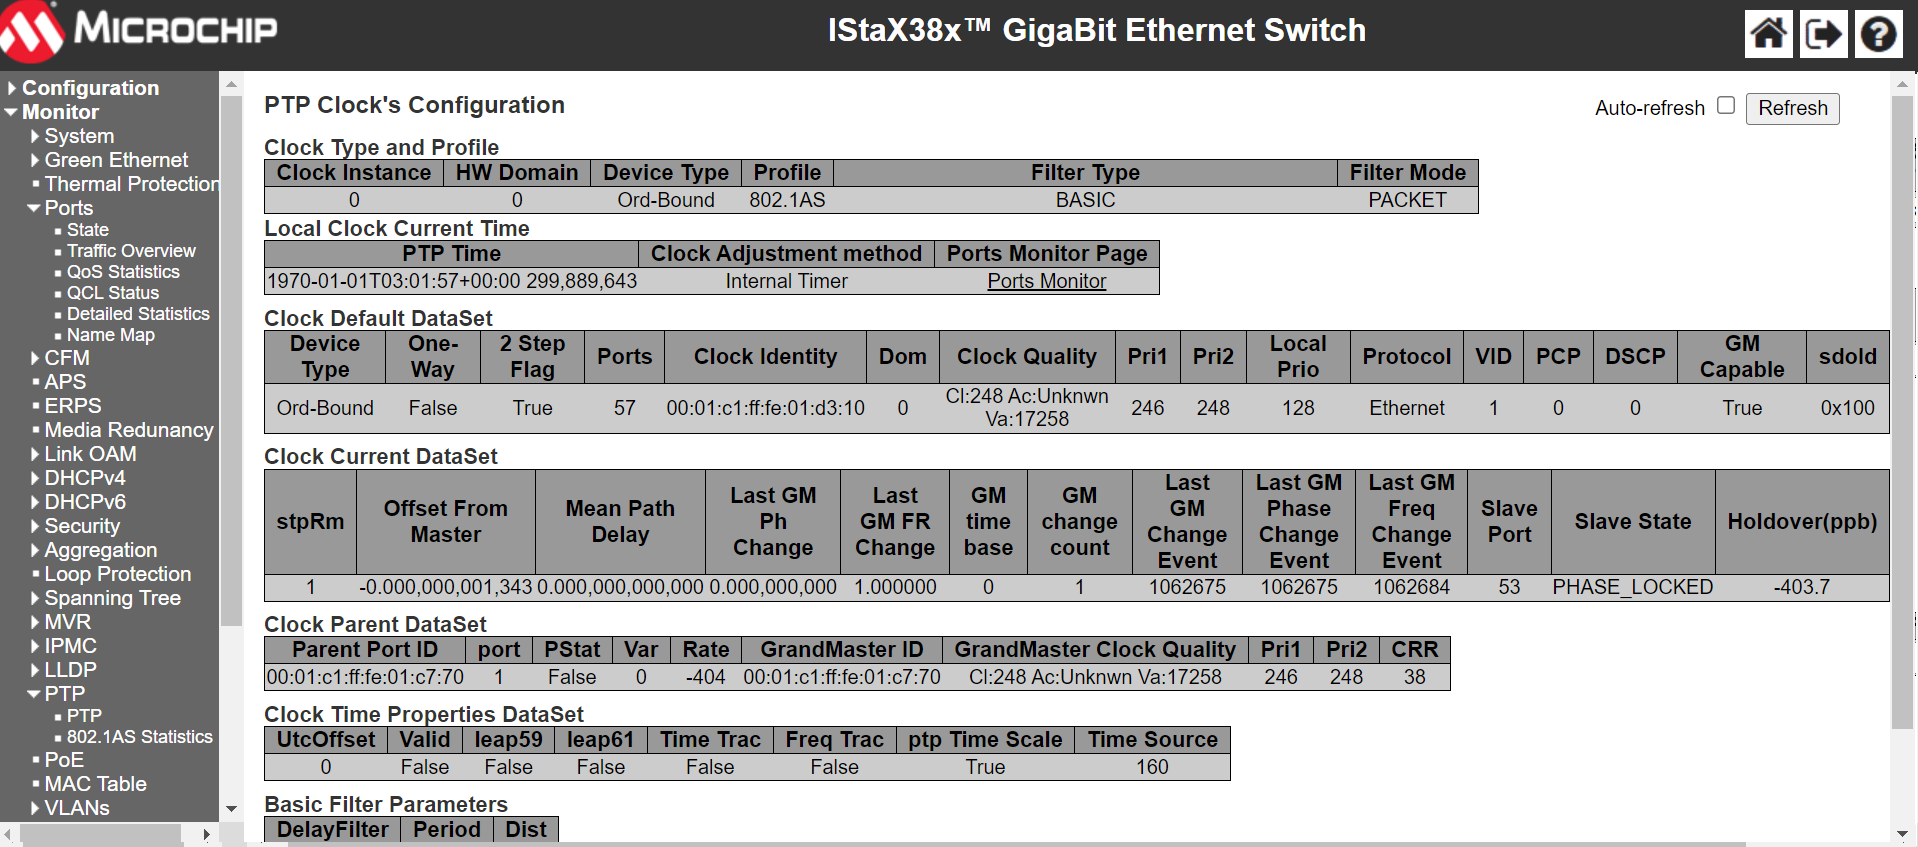 MICROCHIP
IStaX38x™ GigaBit Ethernet Switch
Configuration
Monitor
System
Green Ethernet
Thermal Protection
Ports
State
Traffic Overview
QoS Statistics
QCL Status
Detailed Statistics
Name Map
CFM
APS
ERPS
Media Redunancy
Link OAM
DHCPv4
DHCPv6
Security
Aggregation
Loop Protection
Spanning Tree
MVR
IPMC
LLDP
PTP
PTP
802.1AS Statistics
PoE
MAC Table
VLANs
PTP Clock's Configuration
Auto-refresh Refresh
Clock Type and Profile
Clock Instance HW Domain Device Type Profile Filter Type Filter Mode
0 0 Ord-Bound 802.1AS BASIC PACKET
Local Clock Current Time
PTP Time Clock Adjustment method Ports Monitor Page
1970-01-01T03:01:57+00:00 299,889,643 Internal Timer Ports Monitor
Clock Default DataSet
Device Type One-Way 2 Step Flag Ports Clock Identity Dom Clock Quality Pri1 Pri2 Local Prio Protocol VID PCP DSCP GM Capable sdoId
Ord-Bound False True 57 00:01:c1:ff:fe:01:d3:10 0 Cl:248 Ac:Unknwn Va:17258 246 248 128 Ethernet 1 0 0 True 0x100
Clock Current DataSet
stpRm Offset From Master Mean Path Delay Last GM Ph Change Last GM FR Change GM time base GM change count Last GM Change Event Last GM Phase Change Event Last GM Freq Change Event Slave Port Slave State Holdover(ppb)
1 -0.000,000,001,343 0.000,000,000,000 0.000,000,000 1.000000 0 1 1062675 1062675 1062684 53 PHASE_LOCKED -403.7
Clock Parent DataSet
Parent Port ID port PStat Var Rate GrandMaster ID GrandMaster Clock Quality Pri1 Pri2 CRR
00:01:c1:ff:fe:01:c7:70 1 False 0 -404 00:01:c1:ff:fe:01:c7:70 Cl:248 Ac:Unknwn Va:17258 246 248 38
Clock Time Properties DataSet
UtcOffset Valid leap59 leap61 Time Trac Freq Trac ptp Time Scale Time Source
0 False False False False False True 160
Basic Filter Parameters
DelayFilter Period Dist